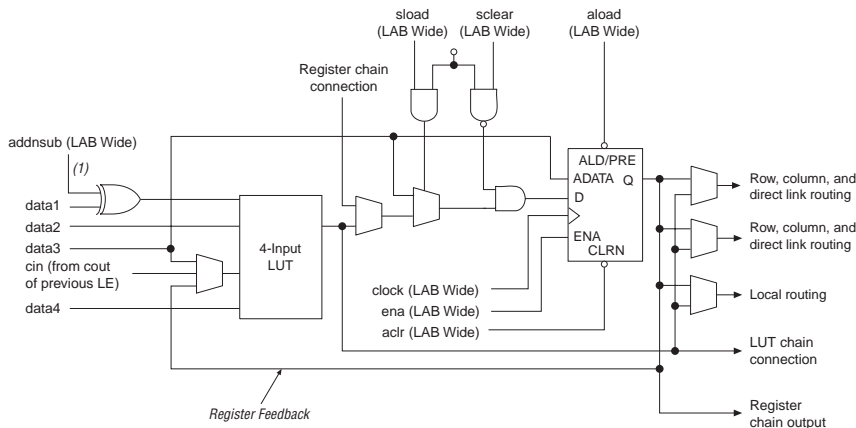 sload
(LAB Wide)
sclear
(LAB Wide)
aload
(LAB Wide)
Register chain
connection
addnsub (LAB Wide)
(1)
data1
data2
data3
cin (from cout
of previous LE)
data4
4-Input
LUT
ALD/PRE
ADATA Q
D
ENA
CLRN
clock (LAB Wide)
ena (LAB Wide)
aclr (LAB Wide)
Row, column, and
direct link routing
Row, column, and
direct link routing
Local routing
LUT chain
connection
Register
chain output
Register Feedback